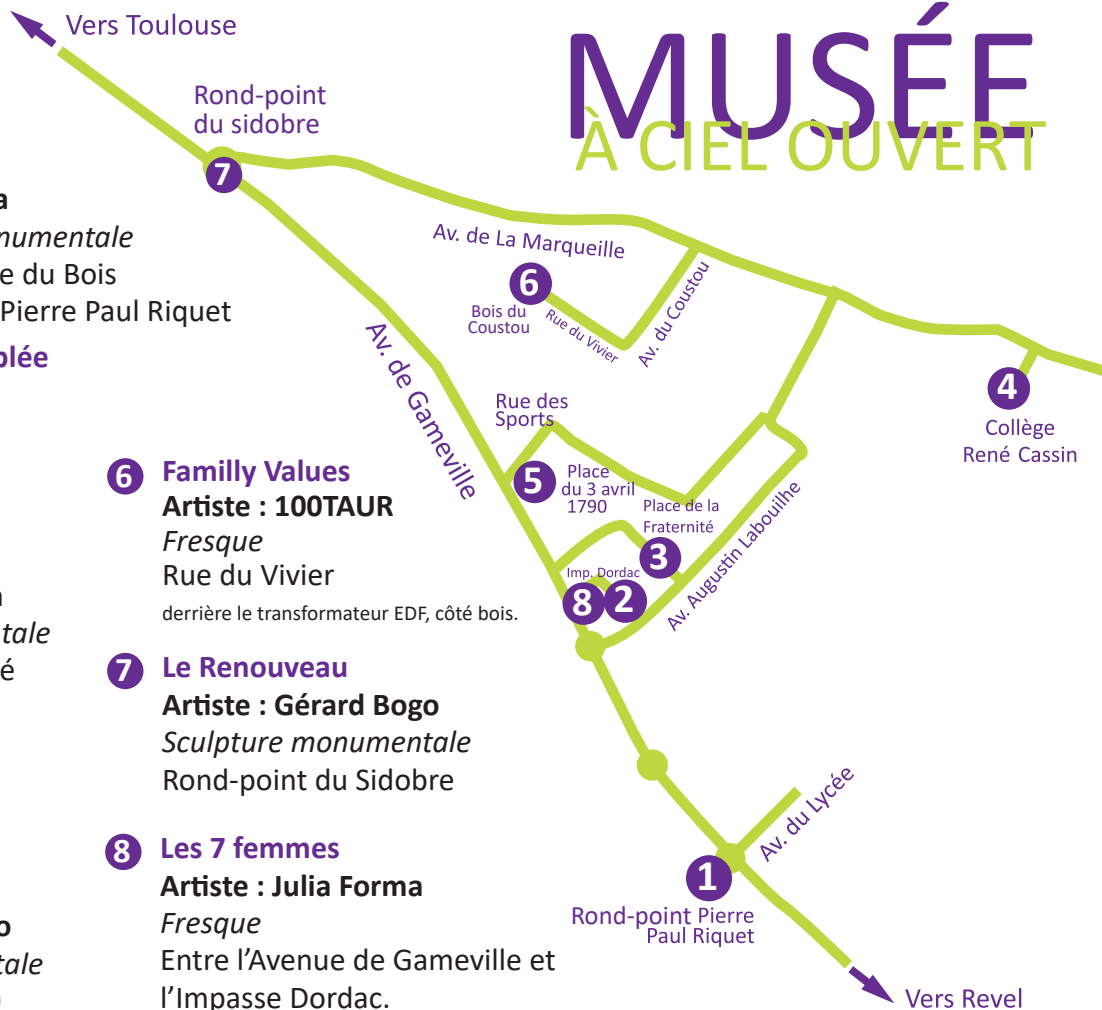 Vers Toulouse
MUSÉE
À CIEL OUVERT
Rond-point
du sidobre
7
Av. de La Marqueille
6
Bois du
Coustou
Rue du Vivier
Av. du Coustou
Av. de Gameville
4
Collège
René Cassin
Rue des
Sports
5
Place
du 3 avril
1790
Place de la
Fraternité
3
Imp. Dordac
8
2
Av. Augustin Labouilhe
Av. du Lycée
1
Rond-point Pierre
Paul Riquet
Vers Revel
a
numentale
e du Bois
Pierre Paul Riquet
blée
tale
é
o
tale
6 Familly Values
Artiste : 100TAUR
Fresque
Rue du Vivier
derrière le transformateur EDF, côté bois.
7 Le Renouveau
Artiste : Gérard Bogo
Sculpture monumentale
Rond-point du Sidobre
8 Les 7 femmes
Artiste : Julia Forma
Fresque
Entre l'Avenue de Gameville et
l'Impasse Dordac.